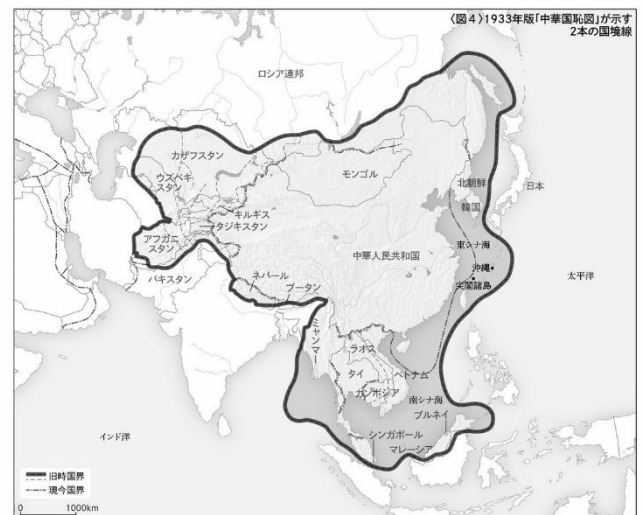 〈図4〉1933年版「中華国恥図」が示す
2本の国境線
ロシア連邦
カザフスタン
ウズベキ
スタン
モンゴル
キルギス
タジキスタン
アフガニ
スタン
パキスタン
ネパール
ブータン
中華人民共和国
北朝鮮
韓国
日本
東シナ海
沖縄
尖閣諸島
太平洋
ミャンマー
ラオス
タイ
ベトナム
カンボジア
南シナ海
ブルネイ
シンガポール
マレーシア
インド洋
旧時国界
現今国界
0 1000km